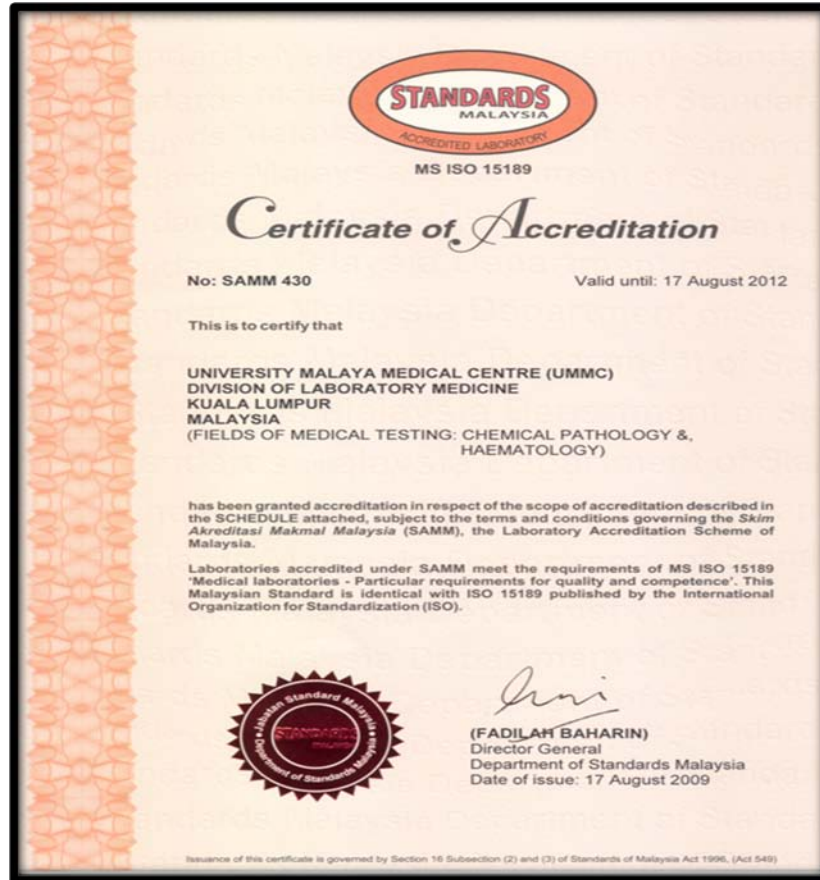 STANDARDS
MALAYSIA
ACCREDITED LABORATORY
MS ISO 15189
Certificate of Accreditation
No: SAMM 430 Valid until: 17 August 2012
This is to certify that
UNIVERSITY MALAYA MEDICAL CENTRE (UMMC)
DIVISION OF LABORATORY MEDICINE
KUALA LUMPUR
MALAYSIA
(FIELDS OF MEDICAL TESTING: CHEMICAL PATHOLOGY &,
HAEMATOLOGY)
has been granted accreditation in respect of the scope of accreditation described in
the SCHEDULE attached, subject to the terms and conditions governing the Skim
Akreditasi Makmal Malaysia (SAMM), the Laboratory Accreditation Scheme of
Malaysia.
Laboratories accredited under SAMM meet the requirements of MS ISO 15189
'Medical laboratories - Particular requirements for quality and competence'. This
Malaysian Standard is identical with ISO 15189 published by the International
Organization for Standardization (ISO).
Jabatan Standard Malaysia
STANDARDS
MALAYSIA
Department of Standards Malaysia
(FADILAH BAHARIN)
Director General
Department of Standards Malaysia
Date of issue: 17 August 2009
Issuance of this certificate is governed by Section 16 Subsection (2) and (3) of Standards of Malaysia Act 1996, (Act 549)